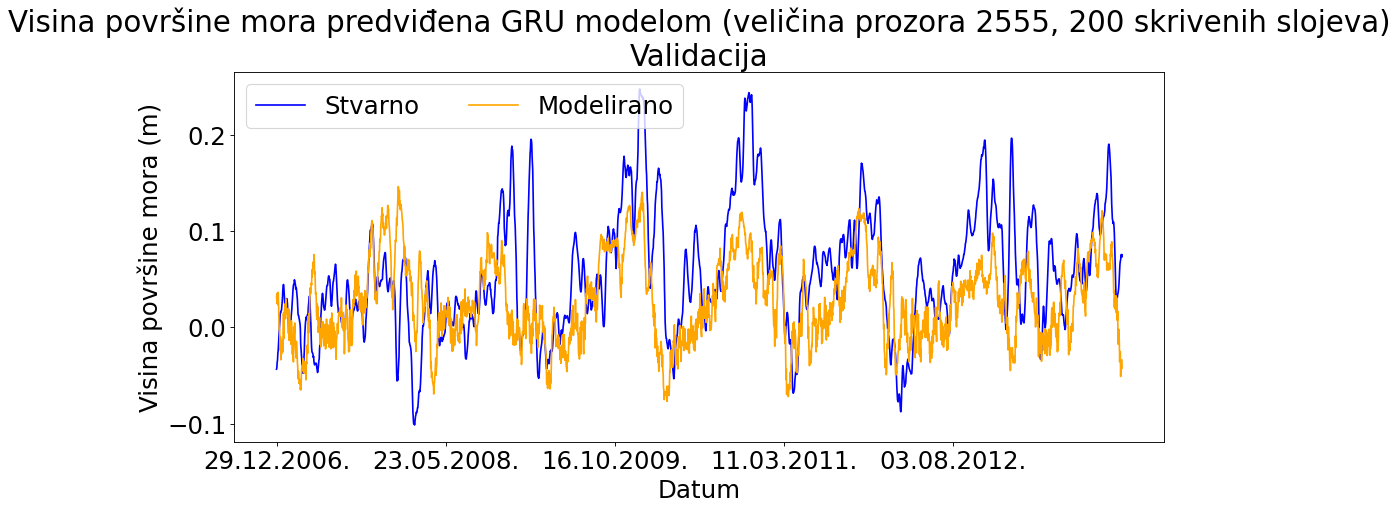 Visina površine mora predviđena GRU modelom (veličina prozora 2555, 200 skrivenih slojeva)
Validacija
Stvarno
Modelirano
Visina površine mora (m)
0.2
0.1
0.0
−0.1
29.12.2006.
23.05.2008.
16.10.2009.
11.03.2011.
03.08.2012.
Datum